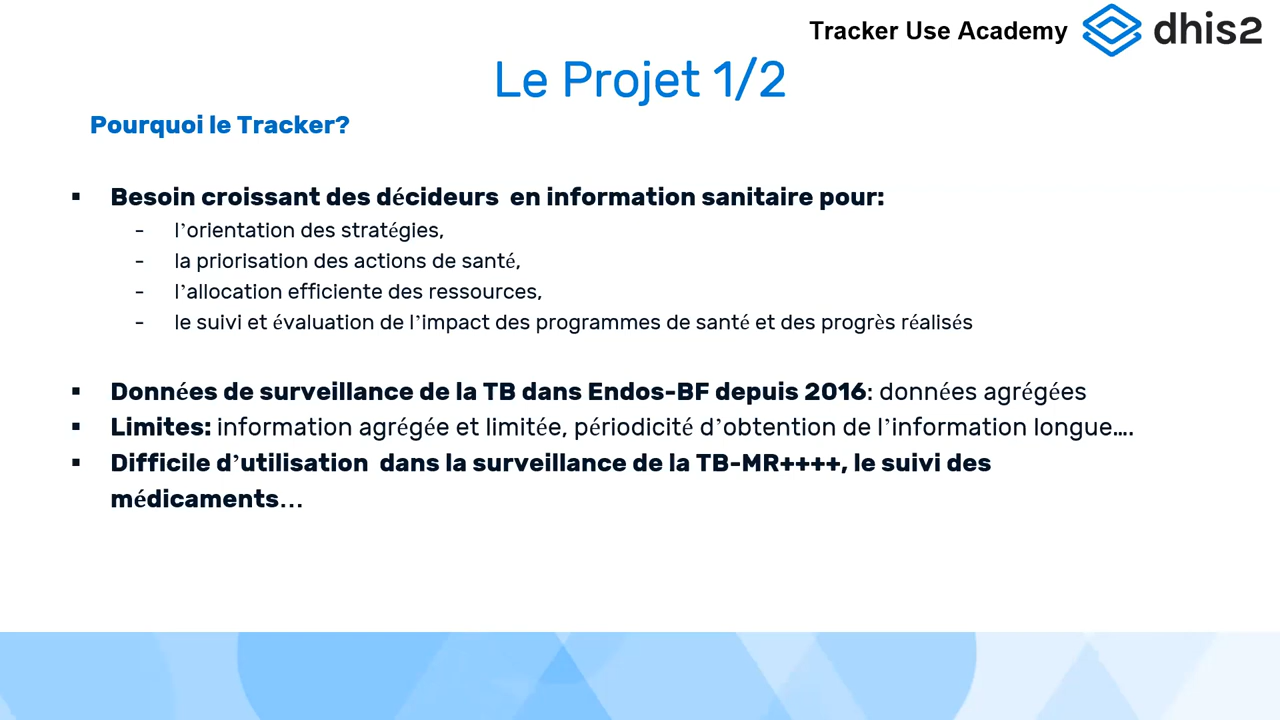 Tracker Use Academy dhis2
Le Projet 1/2
Pourquoi le Tracker?
▪ Besoin croissant des décideurs en information sanitaire pour:
- l’orientation des stratégies,
- la priorisation des actions de santé,
- l’allocation efficiente des ressources,
- le suivi et évaluation de l’impact des programmes de santé et des progrès réalisés
▪ Données de surveillance de la TB dans Endos-BF depuis 2016: données agrégées
▪ Limites: information agrégée et limitée, périodicité d’obtention de l’information longue….
▪ Difficile d’utilisation dans la surveillance de la TB-MR++++, le suivi des
médicaments…